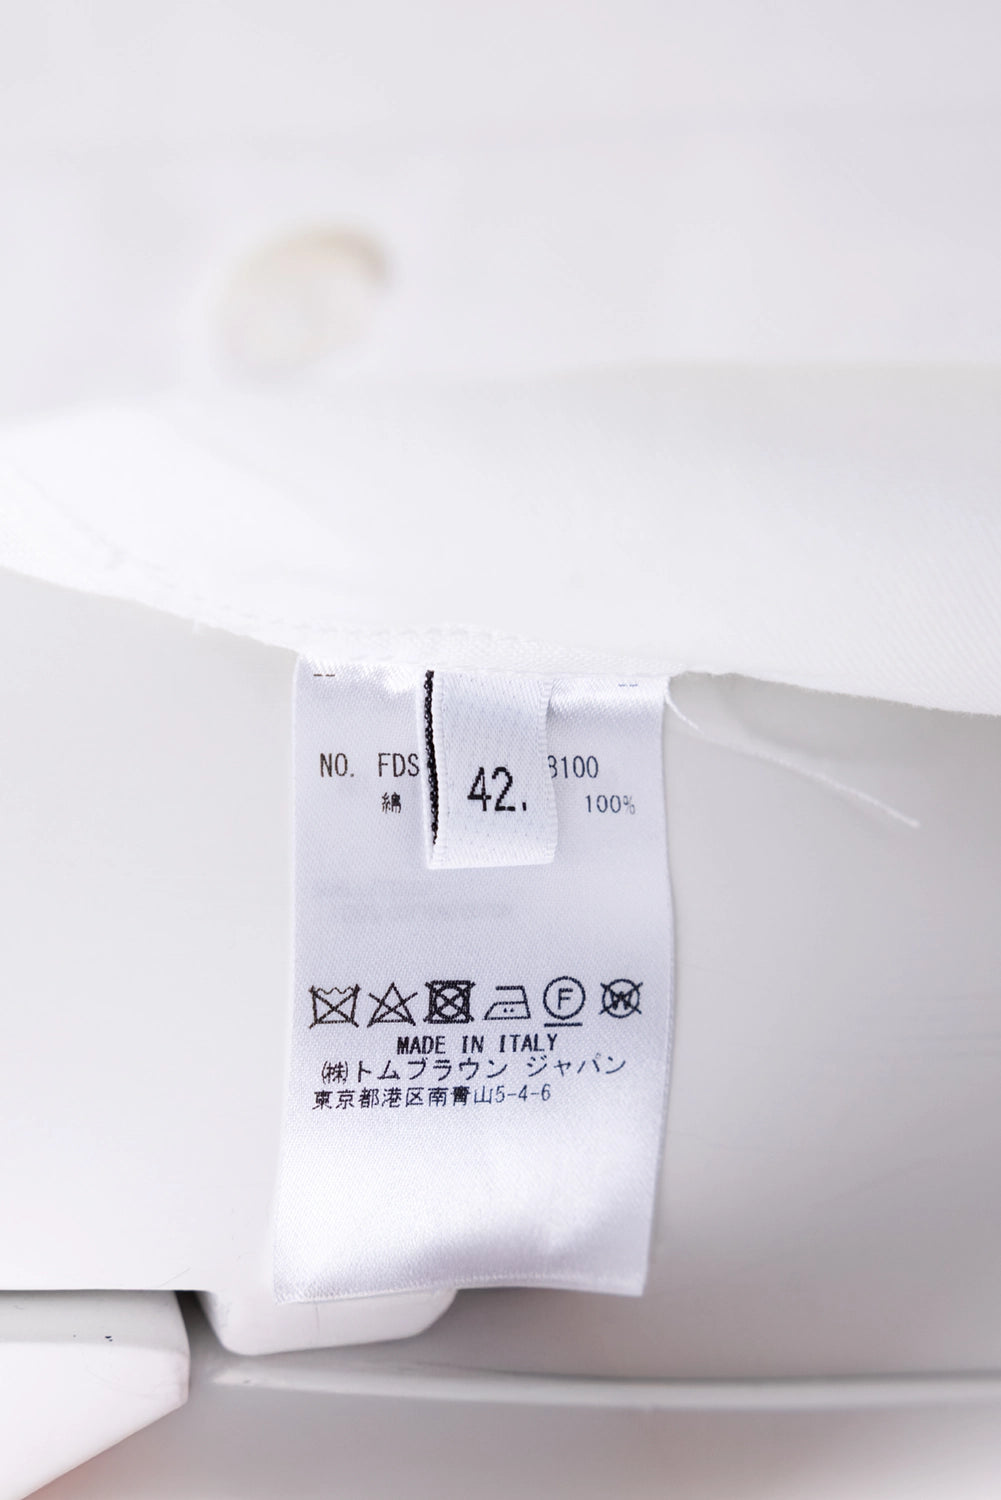 NO. FDS 3100
42.
綿 100%
MADE IN ITALY
㈱トムブラウン ジャパン
東京都港区南青山5-4-6